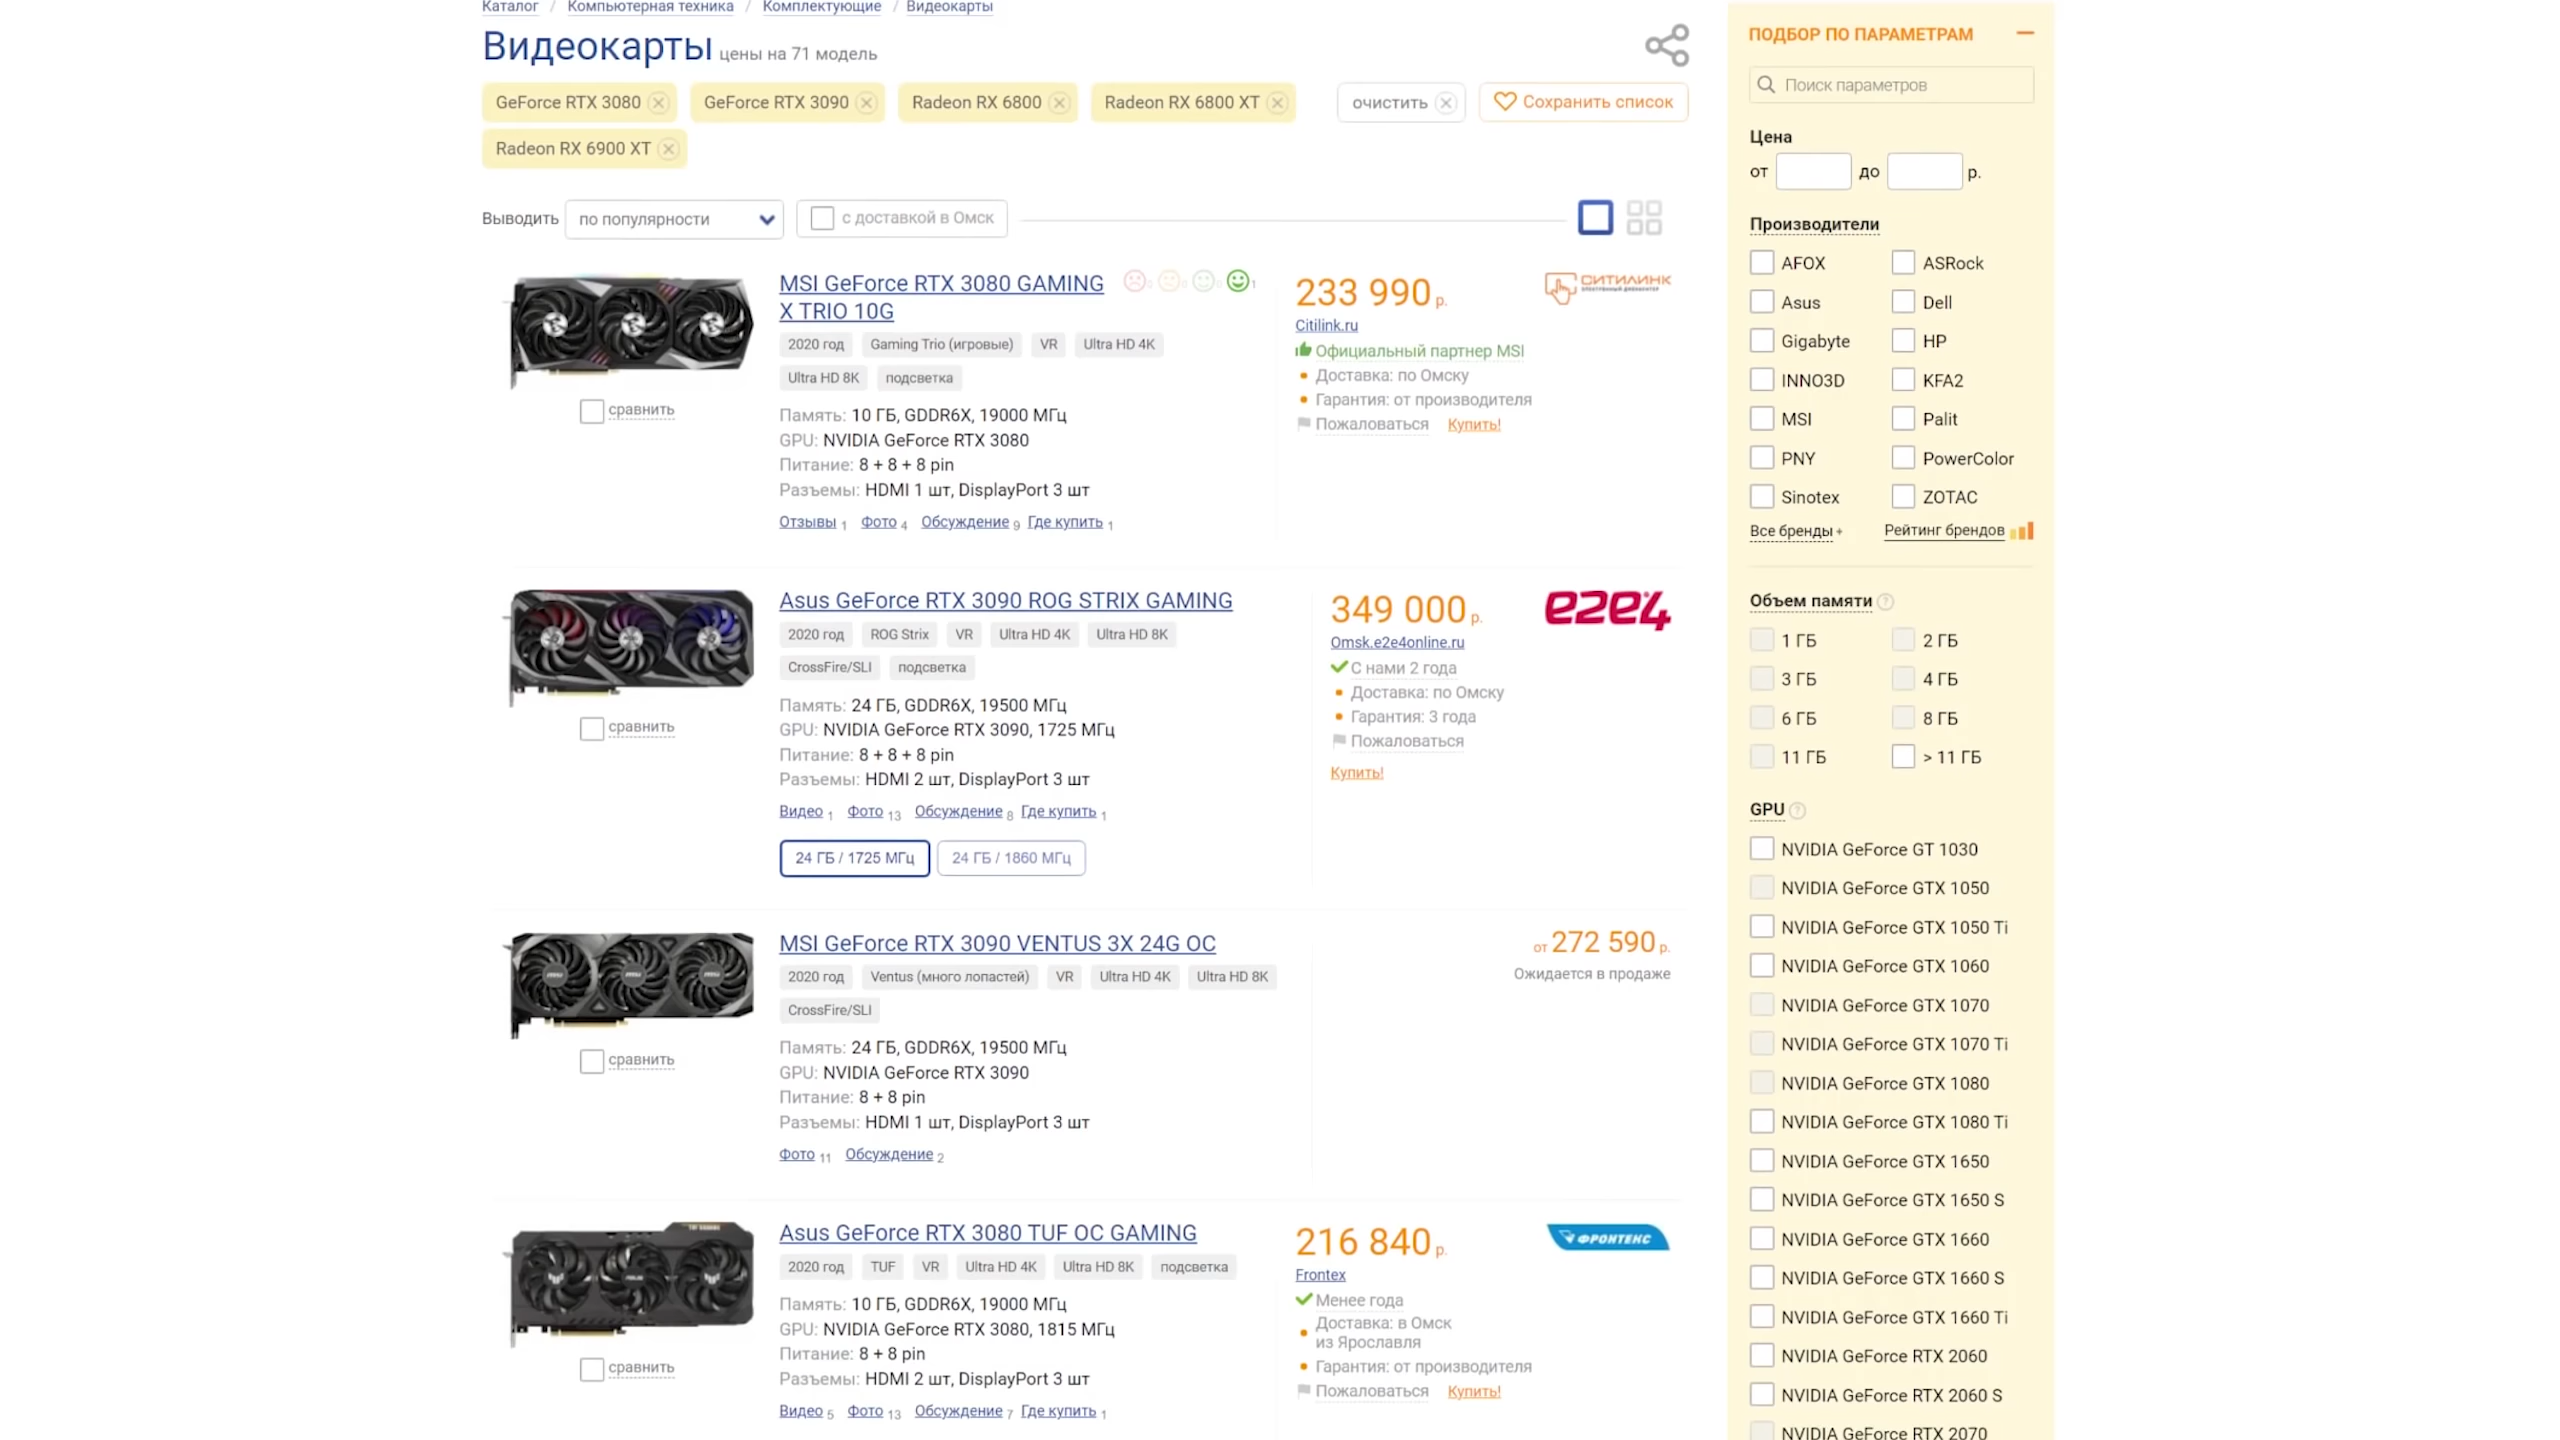 Каталог / Компьютерная техника / Комплектующие / Видеокарты
Видеокарты цены на 71 модель
GeForce RTX 3080
GeForce RTX 3090
Radeon RX 6800
Radeon RX 6800 XT
очистить
Сохранить список
Radeon RX 6900 XT
Выводить по популярности
с доставкой в Омск
MSI GeForce RTX 3080 GAMING
X TRIO 10G
2020 год Gaming Trio (игровые) VR Ultra HD 4K
Ultra HD 8K подсветка
Память: 10 ГБ, GDDR6X, 19000 МГц
GPU: NVIDIA GeForce RTX 3080
Питание: 8 + 8 + 8 pin
Разъемы: HDMI 1 шт, DisplayPort 3 шт
Отзывы 1 Фото 4 Обсуждение 9 Где купить 1
сравнить
233 990 р.
Citilink.ru
Официальный партнер MSI
Доставка: по Омску
Гарантия: от производителя
Пожаловаться Купить!
СИТИЛИНК
Asus GeForce RTX 3090 ROG STRIX GAMING
2020 год ROG Strix VR Ultra HD 4K Ultra HD 8K
CrossFire/SLI подсветка
Память: 24 ГБ, GDDR6X, 19500 МГц
GPU: NVIDIA GeForce RTX 3090, 1725 МГц
Питание: 8 + 8 + 8 pin
Разъемы: HDMI 2 шт, DisplayPort 3 шт
Видео 1 Фото 13 Обсуждение 8 Где купить 1
24 ГБ / 1725 МГц 24 ГБ / 1860 МГц
сравнить
349 000 р.
Omsk.e2e4online.ru
С нами 2 года
Доставка: по Омску
Гарантия: 3 года
Пожаловаться
Купить!
e2e4
MSI GeForce RTX 3090 VENTUS 3X 24G OC
2020 год Ventus (много лопастей) VR Ultra HD 4K Ultra HD 8K
CrossFire/SLI
Память: 24 ГБ, GDDR6X, 19500 МГц
GPU: NVIDIA GeForce RTX 3090
Питание: 8 + 8 pin
Разъемы: HDMI 1 шт, DisplayPort 3 шт
Фото 11 Обсуждение 2
сравнить
от 272 590 р.
Ожидается в продаже
Asus GeForce RTX 3080 TUF OC GAMING
2020 год TUF VR Ultra HD 4K Ultra HD 8K подсветка
Память: 10 ГБ, GDDR6X, 19000 МГц
GPU: NVIDIA GeForce RTX 3080, 1815 МГц
Питание: 8 + 8 pin
Разъемы: HDMI 2 шт, DisplayPort 3 шт
Видео 5 Фото 13 Обсуждение 7 Где купить 1
сравнить
216 840 р.
Frontex
Менее года
Доставка: в Омск
из Ярославля
Гарантия: от производителя
Пожаловаться Купить!
ФРОНТЕКС
ПОДБОР ПО ПАРАМЕТРАМ
Поиск параметров
Цена
от до р.
Производители
AFOX ASRock
Asus Dell
Gigabyte HP
INNO3D KFA2
MSI Palit
PNY PowerColor
Sinotex ZOTAC
Все бренды + Рейтинг брендов
Объем памяти ?
1 ГБ 2 ГБ
3 ГБ 4 ГБ
6 ГБ 8 ГБ
11 ГБ > 11 ГБ
GPU ?
NVIDIA GeForce GT 1030
NVIDIA GeForce GTX 1050
NVIDIA GeForce GTX 1050 Ti
NVIDIA GeForce GTX 1060
NVIDIA GeForce GTX 1070
NVIDIA GeForce GTX 1070 Ti
NVIDIA GeForce GTX 1080
NVIDIA GeForce GTX 1080 Ti
NVIDIA GeForce GTX 1650
NVIDIA GeForce GTX 1650 S
NVIDIA GeForce GTX 1660
NVIDIA GeForce GTX 1660 S
NVIDIA GeForce GTX 1660 Ti
NVIDIA GeForce RTX 2060
NVIDIA GeForce RTX 2060 S
NVIDIA GeForce RTX 2070